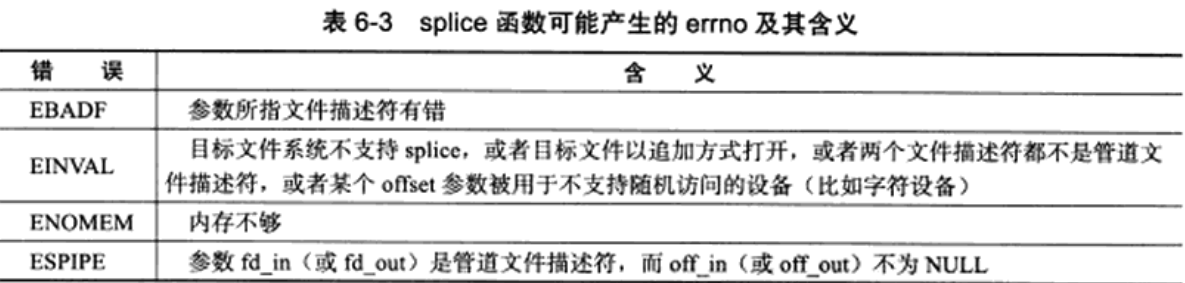 表 6-3 splice 函数可能产生的 errno 及其含义
错 误 含 义
EBADF 参数所指文件描述符有错
EINVAL 目标文件系统不支持 splice，或者目标文件以追加方式打开，或者两个文件描述符都不是管道文
件描述符，或者某个 offset 参数被用于不支持随机访问的设备（比如字符设备）
ENOMEM 内存不够
ESPIPE 参数 fd_in（或 fd_out）是管道文件描述符，而 off_in（或 off_out）不为 NULL